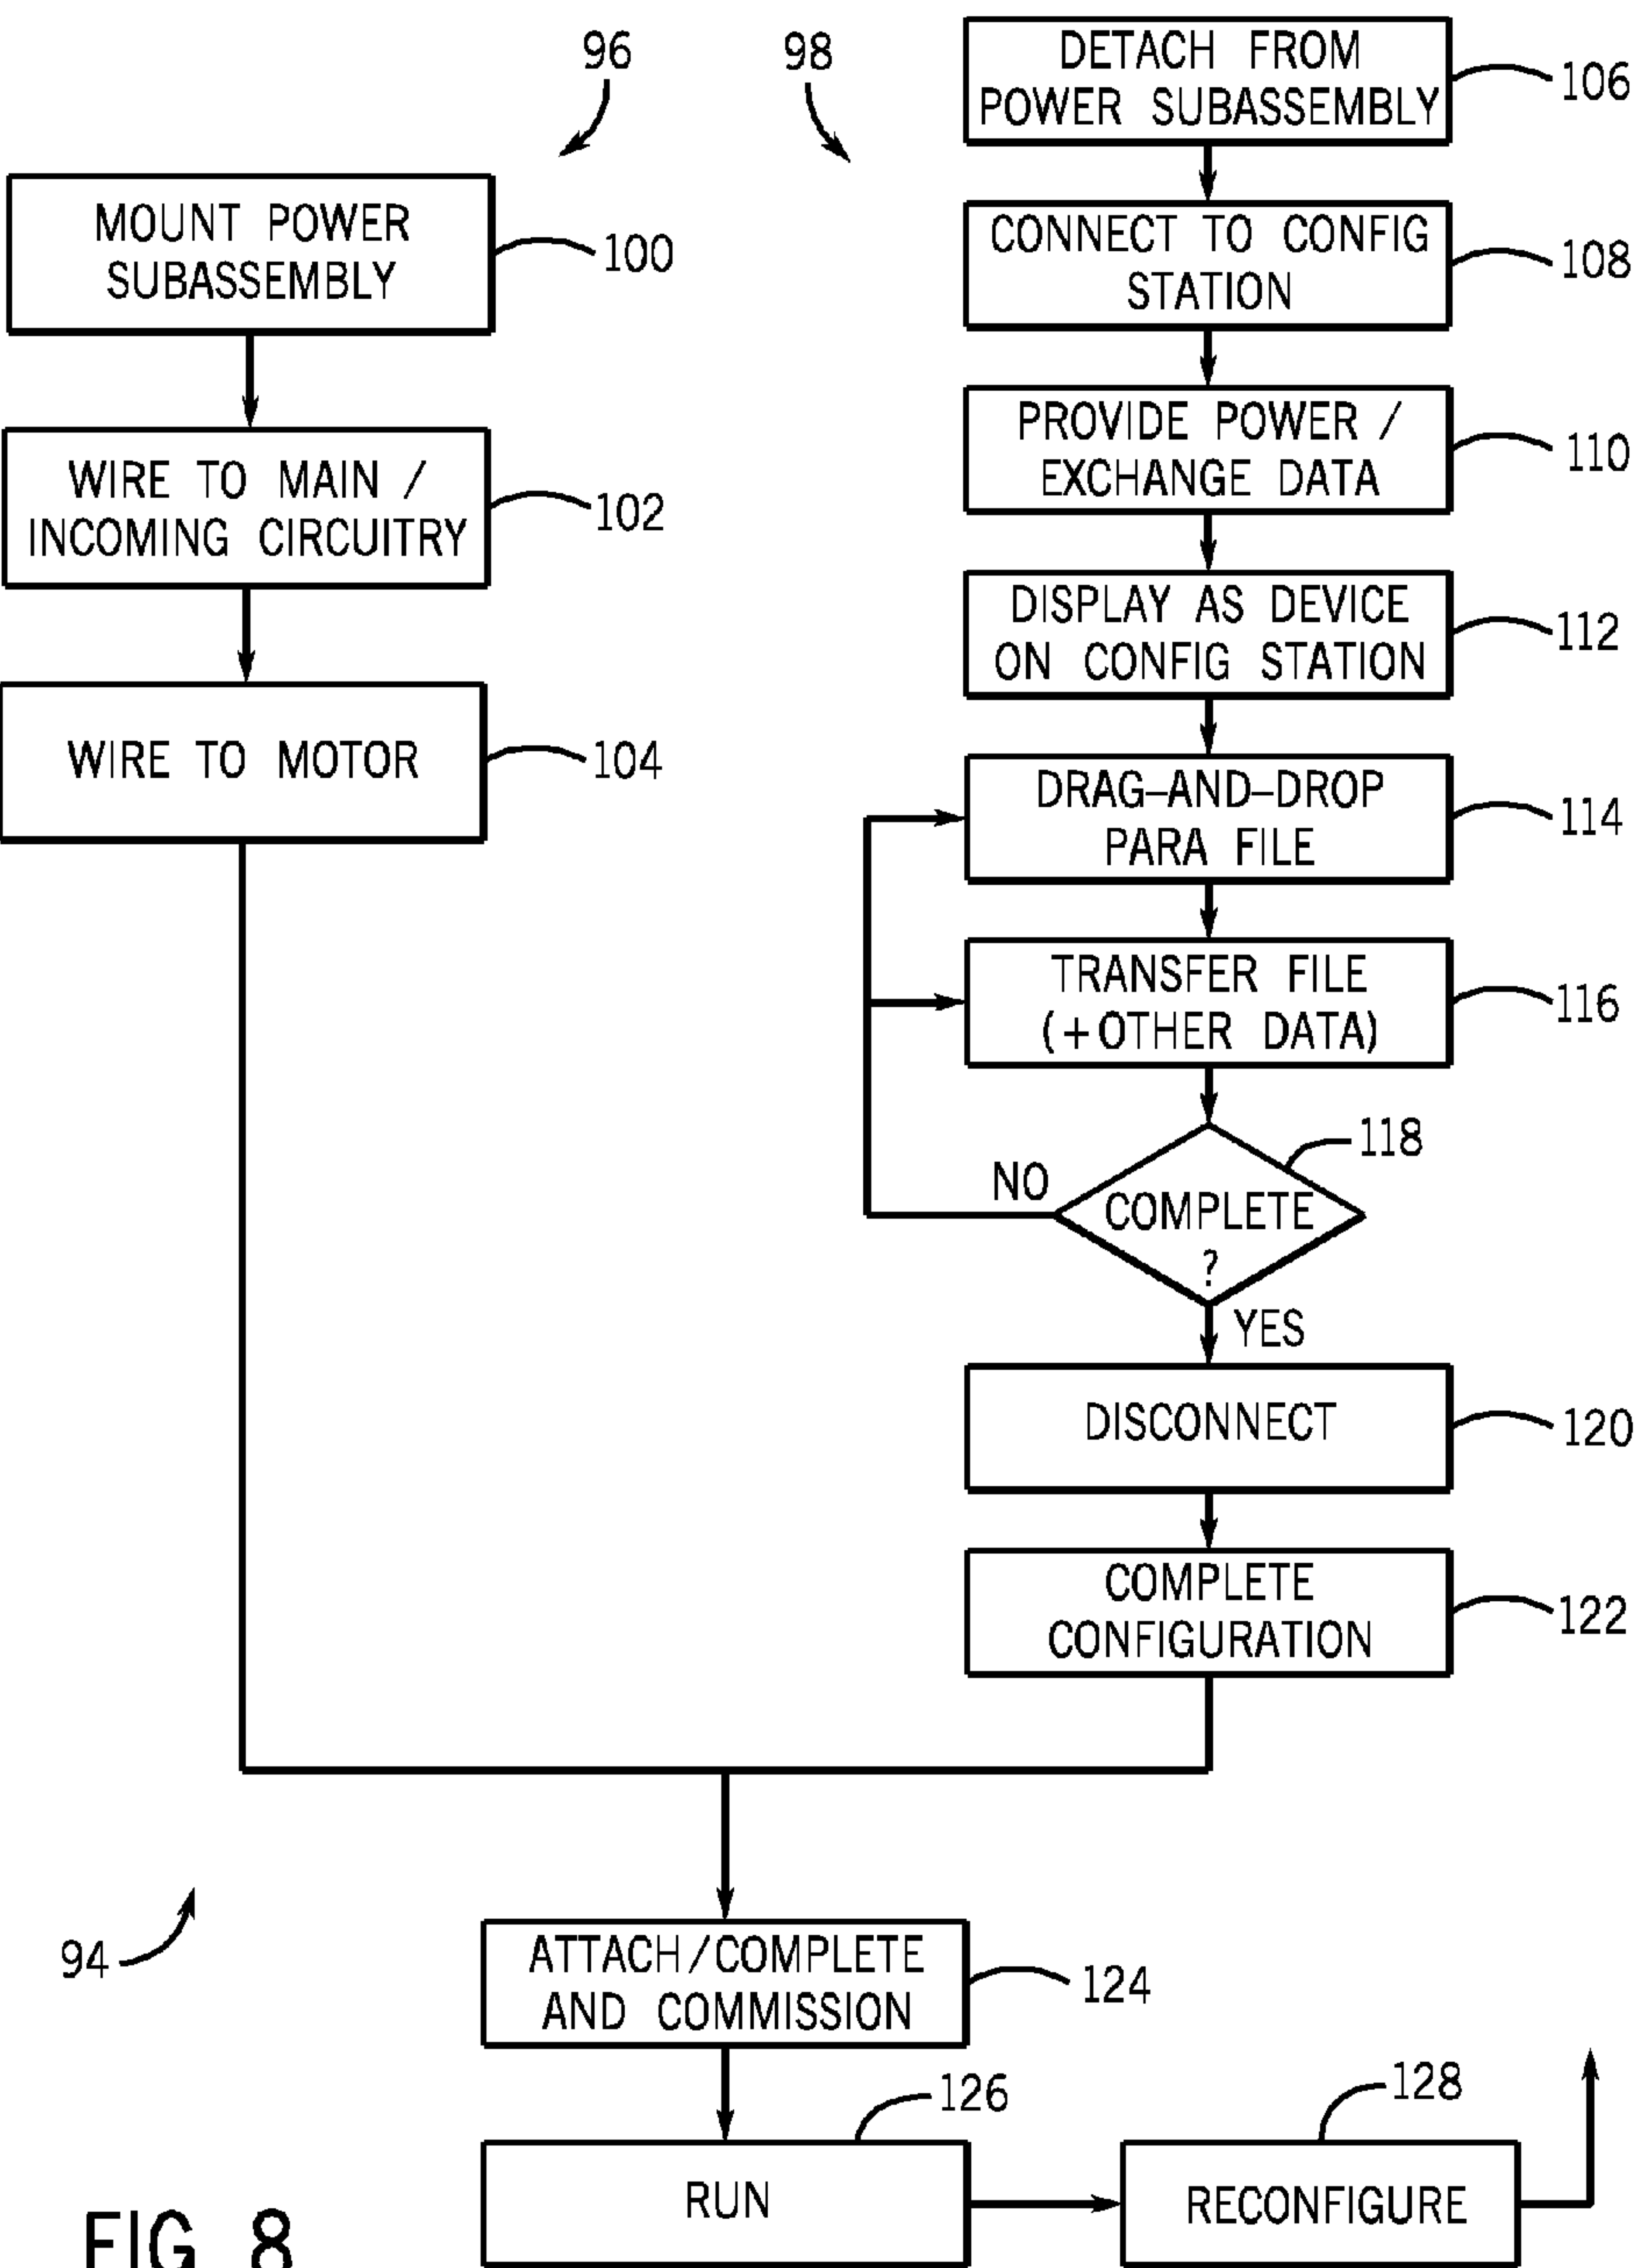 96
98
MOUNT POWER
SUBASSEMBLY
100
WIRE TO MAIN /
INCOMING CIRCUITRY
102
WIRE TO MOTOR
104
DETACH FROM
POWER SUBASSEMBLY
106
CONNECT TO CONFIG
STATION
108
PROVIDE POWER /
EXCHANGE DATA
110
DISPLAY AS DEVICE
ON CONFIG STATION
112
DRAG–AND–DROP
PARA FILE
114
TRANSFER FILE
(+OTHER DATA)
116
118
NO
COMPLETE
?
YES
DISCONNECT
120
COMPLETE
CONFIGURATION
122
94
ATTACH/COMPLETE
AND COMMISSION
124
126
RUN
128
RECONFIGURE
FIG 8